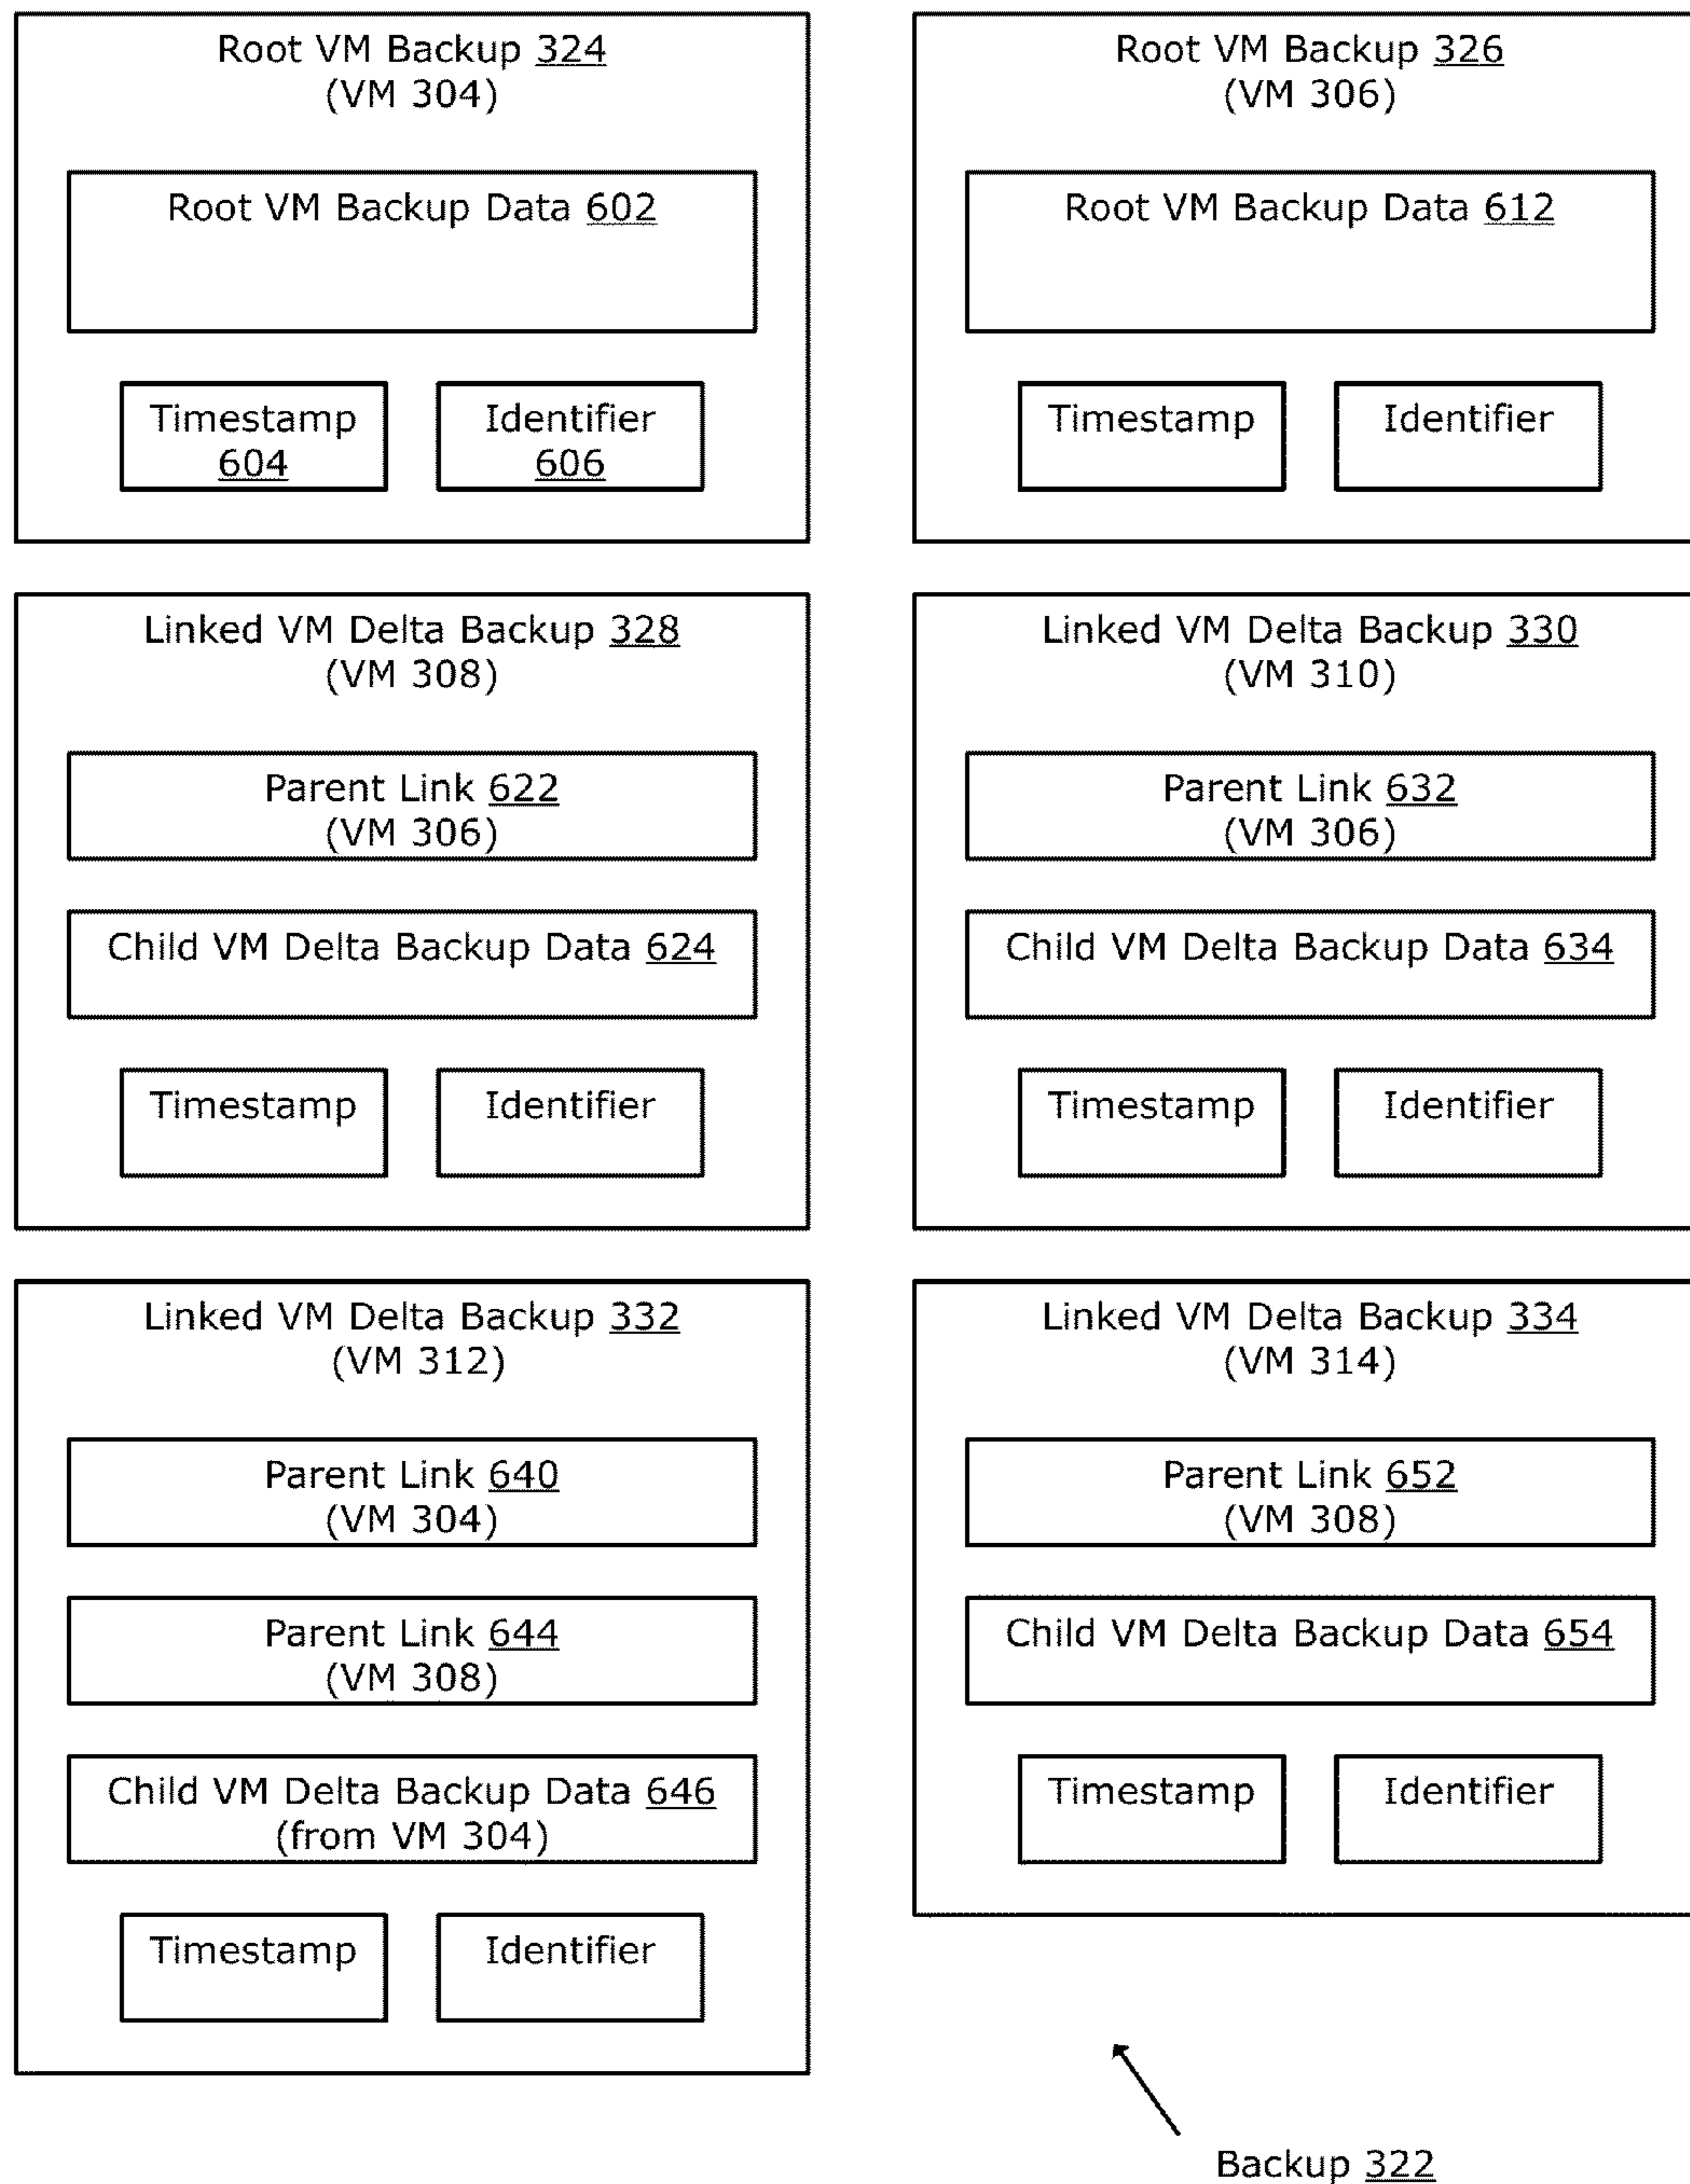 Root VM Backup 324
(VM 304)
Root VM Backup Data 602
Timestamp
604
Identifier
606
Root VM Backup 326
(VM 306)
Root VM Backup Data 612
Timestamp
Identifier
Linked VM Delta Backup 328
(VM 308)
Parent Link 622
(VM 306)
Child VM Delta Backup Data 624
Timestamp
Identifier
Linked VM Delta Backup 330
(VM 310)
Parent Link 632
(VM 306)
Child VM Delta Backup Data 634
Timestamp
Identifier
Linked VM Delta Backup 332
(VM 312)
Parent Link 640
(VM 304)
Parent Link 644
(VM 308)
Child VM Delta Backup Data 646
(from VM 304)
Timestamp
Identifier
Linked VM Delta Backup 334
(VM 314)
Parent Link 652
(VM 308)
Child VM Delta Backup Data 654
Timestamp
Identifier
Backup 322